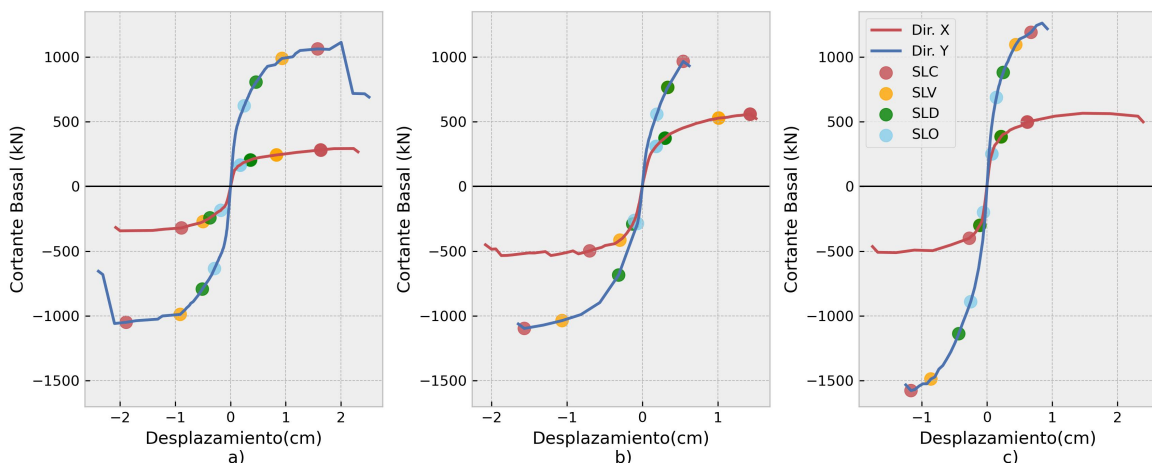 1000
500
0
−500
−1000
−1500
Cortante Basal (kN)
−2
−1
0
1
2
Desplazamiento(cm)
a)
1000
500
0
−500
−1000
−1500
Cortante Basal (kN)
−2
−1
0
1
Desplazamiento(cm)
b)
1000
500
0
−500
−1000
−1500
Cortante Basal (kN)
Dir. X
Dir. Y
SLC
SLV
SLD
SLO
−1
0
1
2
Desplazamiento(cm)
c)